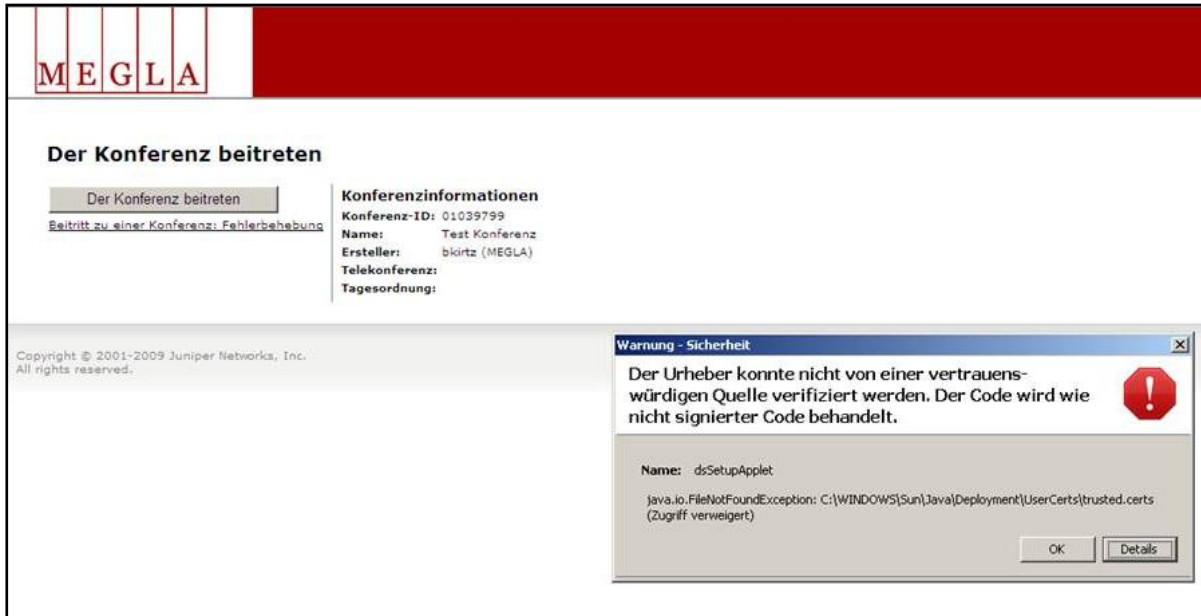 MEGLA
Der Konferenz beitreten
Der Konferenz beitreten
Beitritt zu einer Konferenz: Fehlerbehebung
Konferenzinformationen
Konferenz-ID: 01039799
Name: Test Konferenz
Ersteller: bkirtz (MEGLA)
Telekonferenz:
Tagesordnung:
Copyright © 2001-2009 Juniper Networks, Inc.
All rights reserved.
Warnung - Sicherheit
Der Urheber konnte nicht von einer vertrauens-
würdigen Quelle verifiziert werden. Der Code wird wie
nicht signierter Code behandelt.
Name: dsSetupApplet
java.io.FileNotFoundException: C:\WINDOWS\Sun\Java\Deployment\UserCerts\trusted.certs
(Zugriff verweigert)
OK
Details